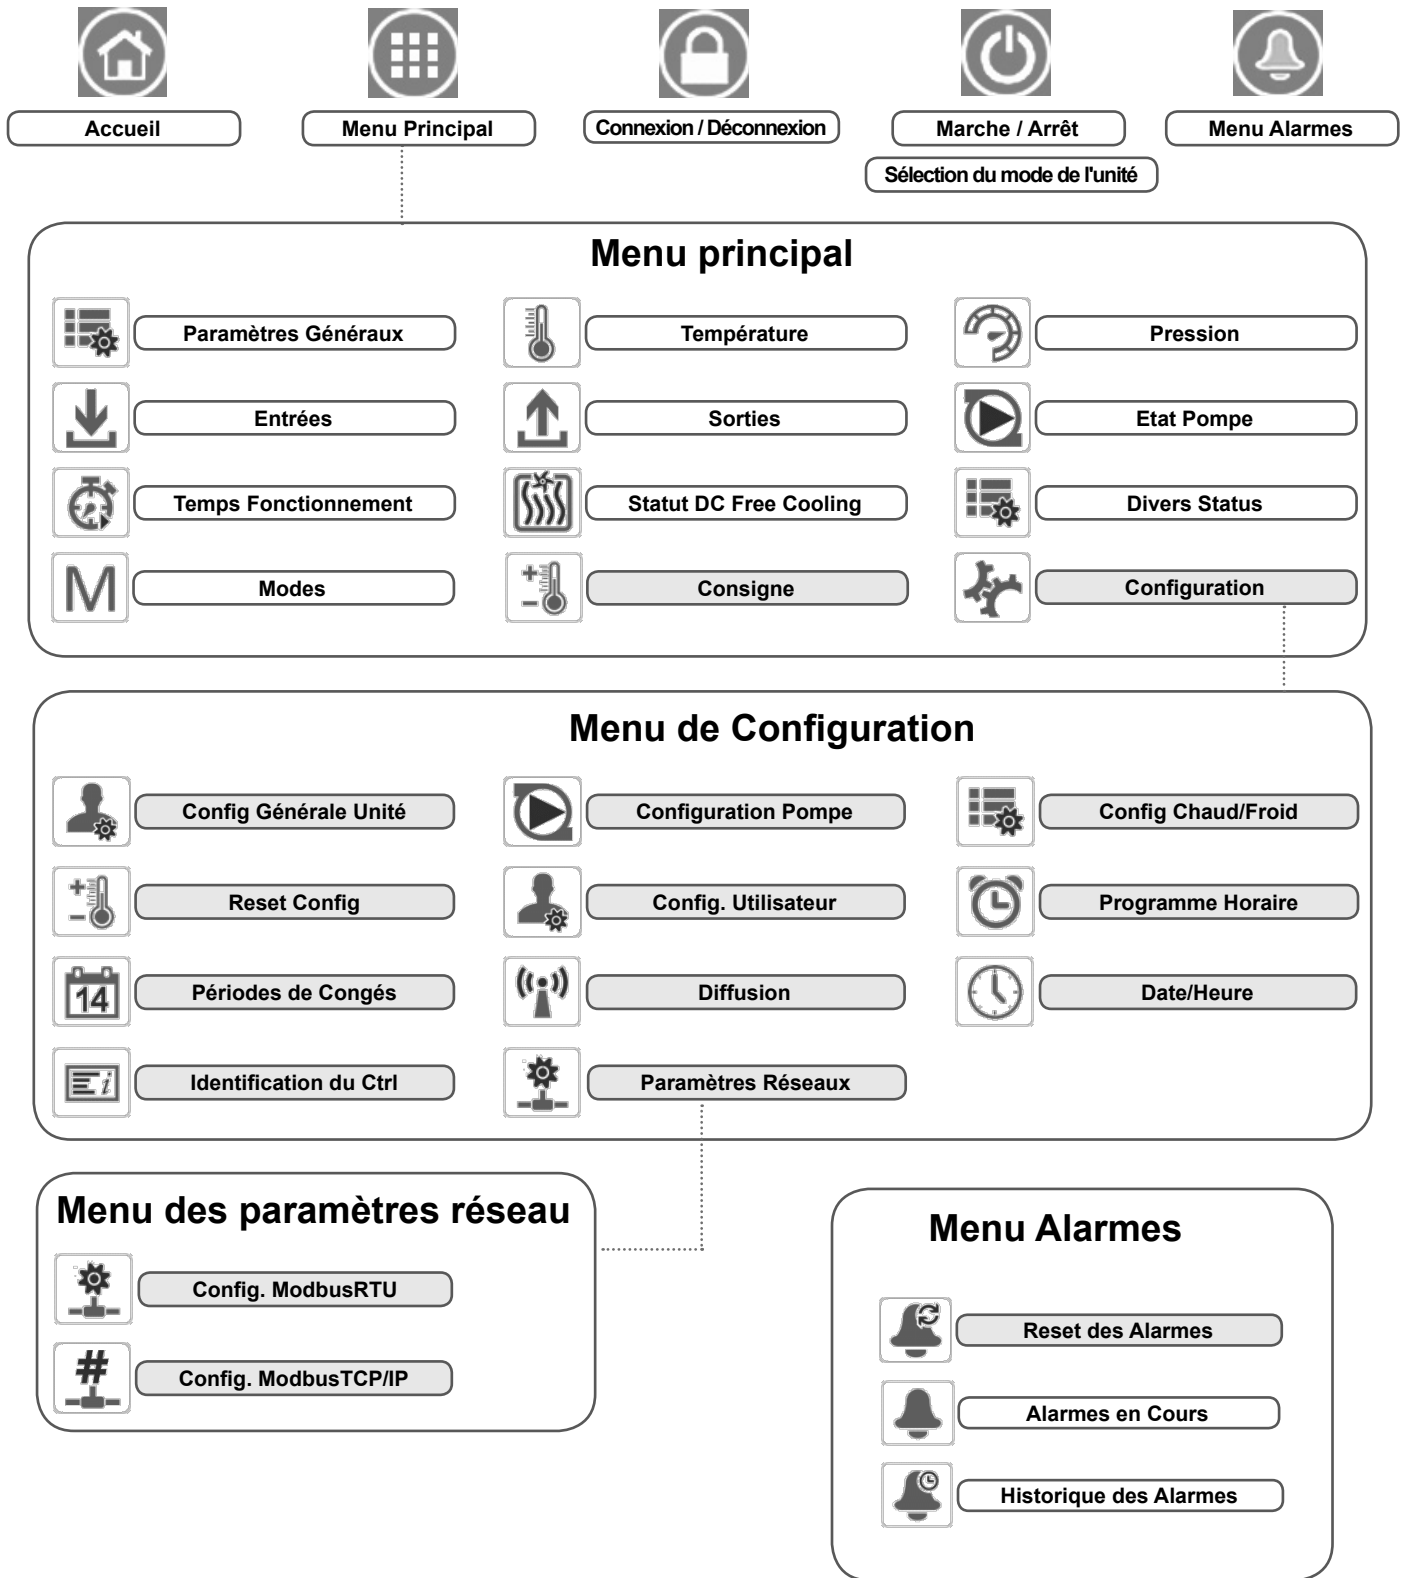 Accueil
Menu Principal
Connexion / Déconnexion
Marche / Arrêt
Menu Alarmes
Sélection du mode de l'unité
Menu principal
Paramètres Généraux
Température
Pression
Entrées
Sorties
Etat Pompe
Temps Fonctionnement
Statut DC Free Cooling
Divers Status
M
Modes
Consigne
Configuration
Menu de Configuration
Config Générale Unité
Configuration Pompe
Config Chaud/Froid
Reset Config
Config. Utilisateur
Programme Horaire
14
Périodes de Congés
Diffusion
Date/Heure
i
Identification du Ctrl
Paramètres Réseaux
Menu des paramètres réseau
Config. ModbusRTU
#
Config. ModbusTCP/IP
Menu Alarmes
Reset des Alarmes
Alarmes en Cours
Historique des Alarmes